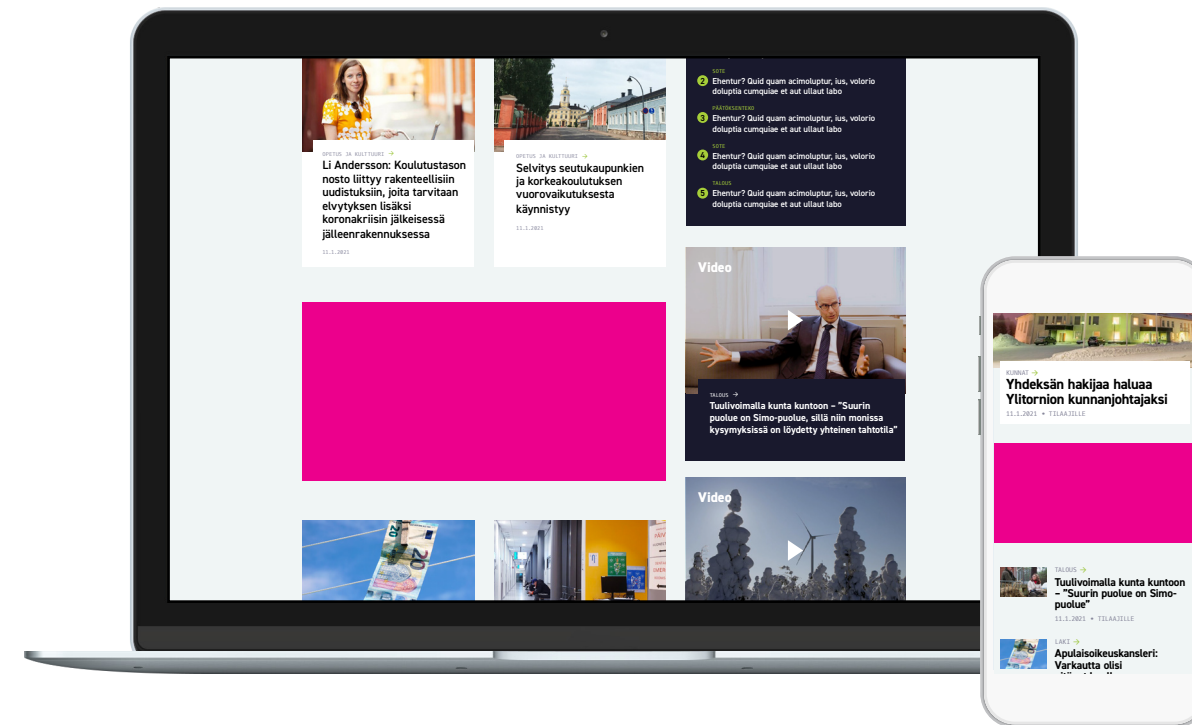 OPETUS JA KULTTUURI →
Li Andersson: Koulutustason
nosto liittyy rakenteellisiin
uudistuksiin, joita tarvitaan
elvytyksen lisäksi
koronakriisin jälkeisessä
jälleenrakennuksessa
11.1.2021
OPETUS JA KULTTUURI →
Selvitys seutukaupunkien
ja korkeakoulutuksen
vuorovaikutuksesta
käynnistyy
11.1.2021
SOTE
2 Ehentur? Quid quam acimoluptur, ius, volorio
doluptia cumquiae et aut ullaut labo
PÄÄTÖKSENTEKO
3 Ehentur? Quid quam acimoluptur, ius, volorio
doluptia cumquiae et aut ullaut labo
SOTE
4 Ehentur? Quid quam acimoluptur, ius, volorio
doluptia cumquiae et aut ullaut labo
TALOUS
5 Ehentur? Quid quam acimoluptur, ius, volorio
doluptia cumquiae et aut ullaut labo
Video
TALOUS →
Tuulivoimalla kunta kuntoon – ”Suurin
puolue on Simo-puolue, sillä niin monissa
kysymyksissä on löydetty yhteinen tahtotila”
Video
20
KUNNAT →
Yhdeksän hakijaa haluaa
Ylitornion kunnanjohtajaksi
11.1.2021 • TILAAJILLE
TALOUS →
Tuulivoimalla kunta kuntoon
– ”Suurin puolue on Simo-
puolue”
11.1.2021 • TILAAJILLE
LAKI →
Apulaisoikeuskansleri:
Varkautta olisi